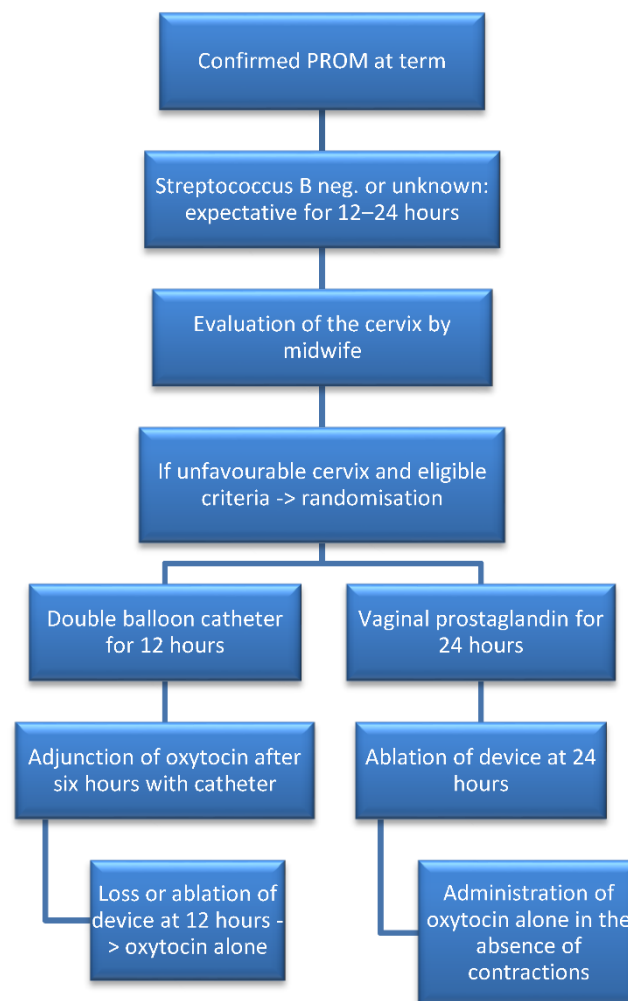 Confirmed PROM at term
Streptococcus B neg. or unknown:
expectative for 12–24 hours
Evaluation of the cervix by
midwife
If unfavourable cervix and eligible
criteria -> randomisation
Double balloon catheter
for 12 hours
Vaginal prostaglandin for
24 hours
Adjunction of oxytocin after
six hours with catheter
Ablation of device at 24
hours
Loss or ablation of
device at 12 hours -
> oxytocin alone
Administration of
oxytocin alone in the
absence of
contractions